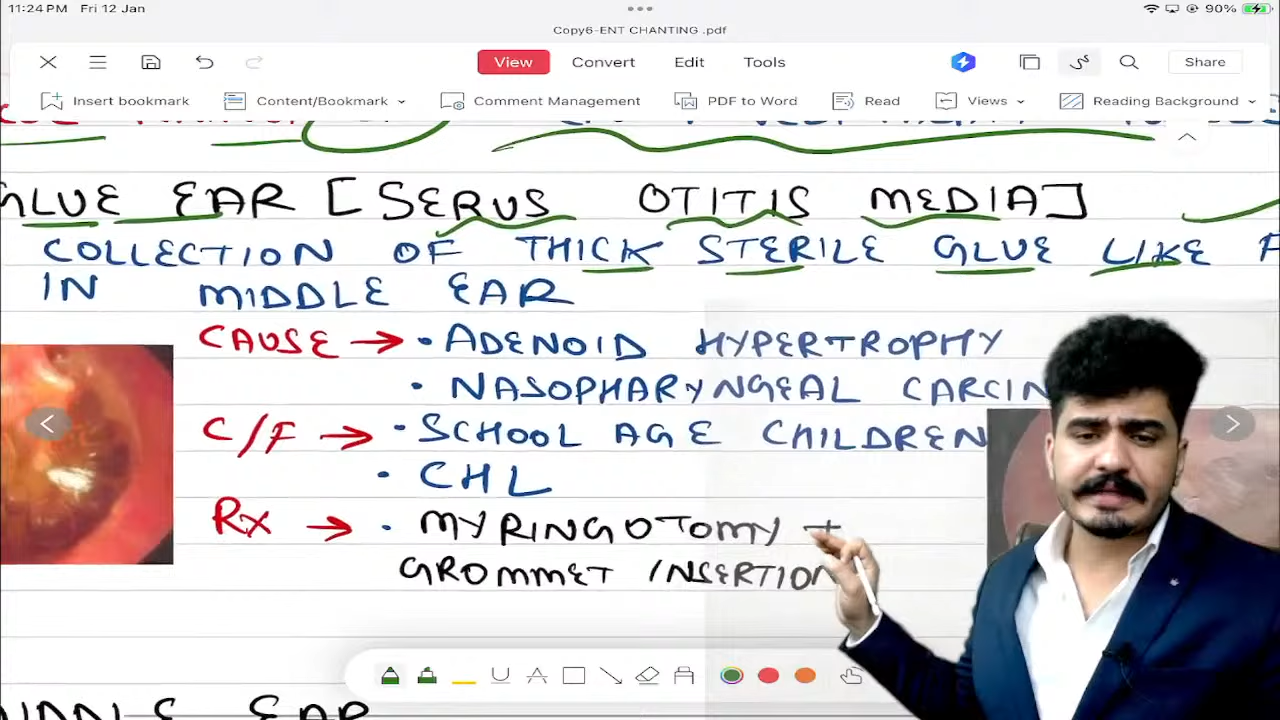 11:24 PM Fri 12 Jan
90%
Copy6-ENT CHANTING .pdf
View Convert Edit Tools Share
Insert bookmark Content/Bookmark Comment Management PDF to Word Read Views Reading Background
GLUE EAR [SERUS OTITIS MEDIA]
COLLECTION OF THICK STERILE GLUE LIKE F
IN MIDDLE EAR
CAUSE → • ADENOID HYPERTROPHY
• NASOPHARYNGEAL CARCIN
C/F → • SCHOOL AGE CHILDREN
• CHL
Rx → • MYRINGOTOMY +
GROMMET INSERTION
EAR